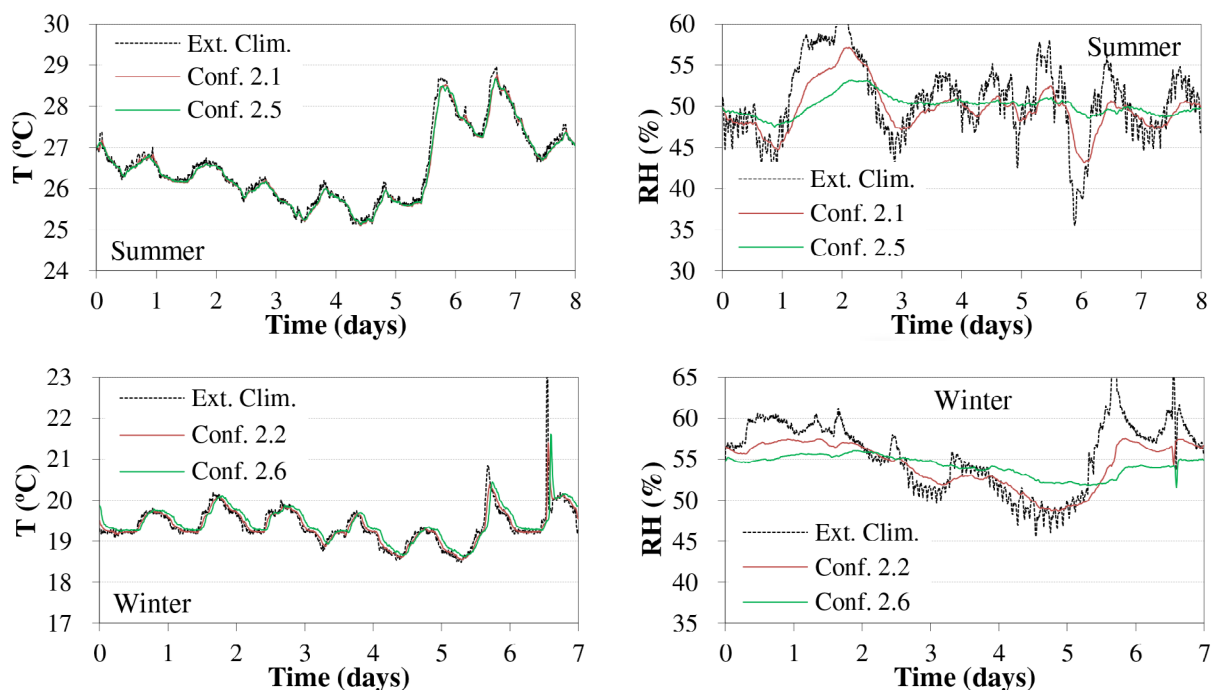 30
29
28
27
26
25
24
T (ºC)
Ext. Clim.
Conf. 2.1
Conf. 2.5
Summer
0 1 2 3 4 5 6 7 8
Time (days)
60
55
50
45
40
35
30
RH (%)
Summer
Ext. Clim.
Conf. 2.1
Conf. 2.5
0 1 2 3 4 5 6 7 8
Time (days)
23
22
21
20
19
18
17
T (ºC)
Ext. Clim.
Conf. 2.2
Conf. 2.6
Winter
0 1 2 3 4 5 6 7
Time (days)
65
60
55
50
45
40
35
RH (%)
Winter
Ext. Clim.
Conf. 2.2
Conf. 2.6
0 1 2 3 4 5 6 7
Time (days)